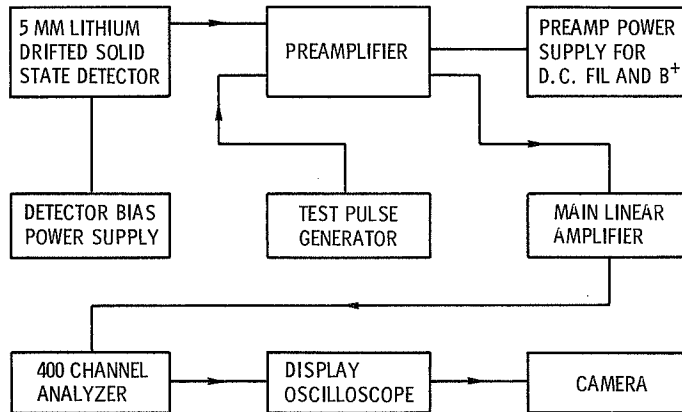 5 MM LITHIUM
DRIFTED SOLID
STATE DETECTOR
PREAMPLIFIER
PREAMP POWER
SUPPLY FOR
D.C. FIL AND B+
DETECTOR BIAS
POWER SUPPLY
TEST PULSE
GENERATOR
MAIN LINEAR
AMPLIFIER
400 CHANNEL
ANALYZER
DISPLAY
OSCILLOSCOPE
CAMERA